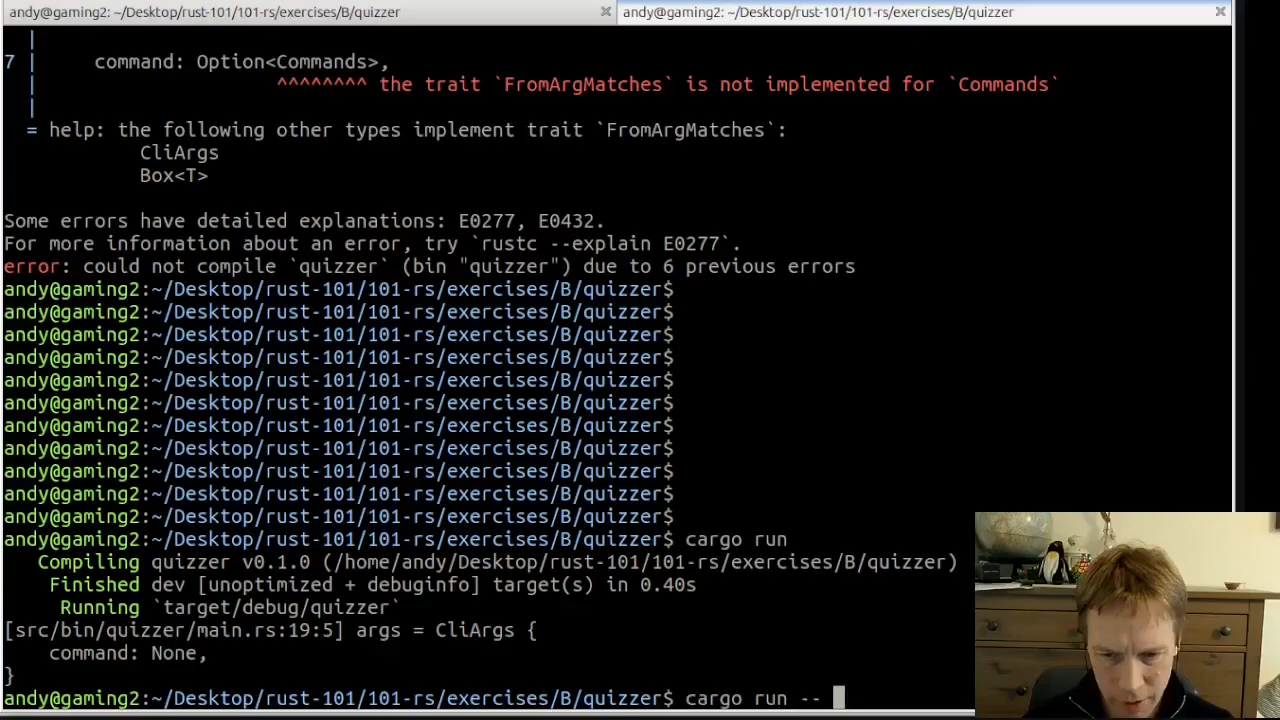 andy@gaming2: ~/Desktop/rust-101/101-rs/exercises/B/quizzer
andy@gaming2: ~/Desktop/rust-101/101-rs/exercises/B/quizzer
|
7 |     command: Option<Commands>,
|                     ^^^^^^^^ the trait `FromArgMatches` is not implemented for `Commands`
|
= help: the following other types implement trait `FromArgMatches`:
CliArgs
Box<T>
Some errors have detailed explanations: E0277, E0432.
For more information about an error, try `rustc --explain E0277`.
error: could not compile `quizzer` (bin "quizzer") due to 6 previous errors
andy@gaming2:~/Desktop/rust-101/101-rs/exercises/B/quizzer$
andy@gaming2:~/Desktop/rust-101/101-rs/exercises/B/quizzer$
andy@gaming2:~/Desktop/rust-101/101-rs/exercises/B/quizzer$
andy@gaming2:~/Desktop/rust-101/101-rs/exercises/B/quizzer$
andy@gaming2:~/Desktop/rust-101/101-rs/exercises/B/quizzer$
andy@gaming2:~/Desktop/rust-101/101-rs/exercises/B/quizzer$
andy@gaming2:~/Desktop/rust-101/101-rs/exercises/B/quizzer$
andy@gaming2:~/Desktop/rust-101/101-rs/exercises/B/quizzer$
andy@gaming2:~/Desktop/rust-101/101-rs/exercises/B/quizzer$
andy@gaming2:~/Desktop/rust-101/101-rs/exercises/B/quizzer$
andy@gaming2:~/Desktop/rust-101/101-rs/exercises/B/quizzer$
andy@gaming2:~/Desktop/rust-101/101-rs/exercises/B/quizzer$ cargo run
Compiling quizzer v0.1.0 (/home/andy/Desktop/rust-101/101-rs/exercises/B/quizzer)
Finished dev [unoptimized + debuginfo] target(s) in 0.40s
Running `target/debug/quizzer`
[src/bin/quizzer/main.rs:19:5] args = CliArgs {
command: None,
}
andy@gaming2:~/Desktop/rust-101/101-rs/exercises/B/quizzer$ cargo run --